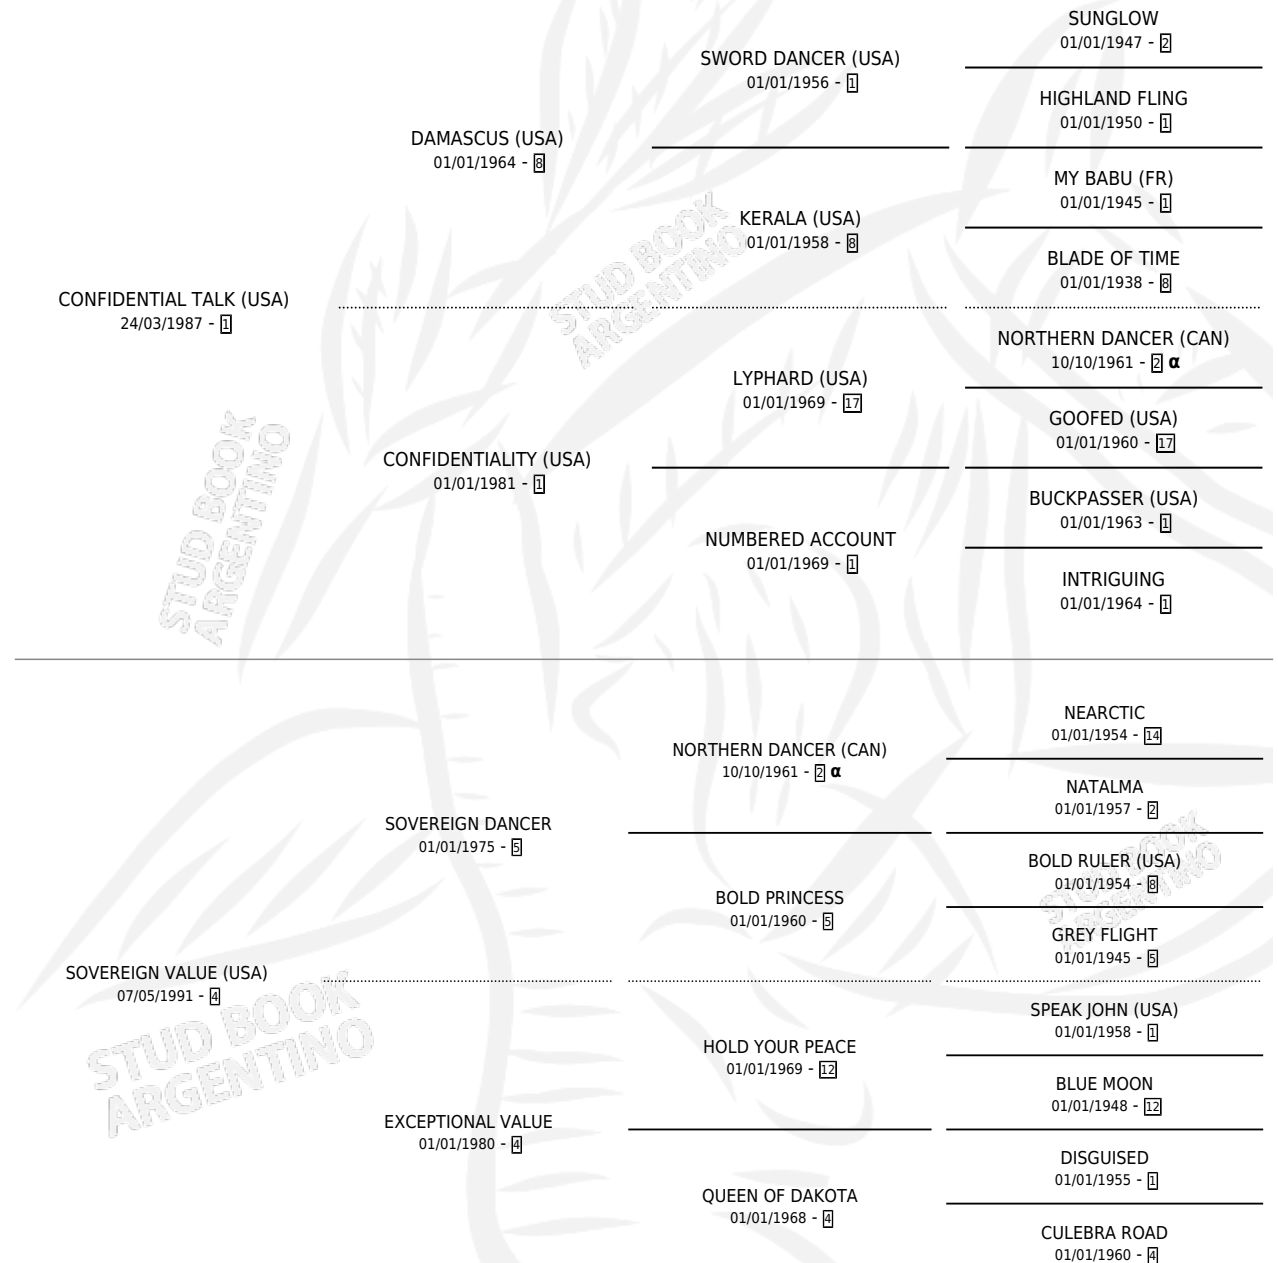 SUNGLOW
01/01/1947 - 2
SWORD DANCER (USA)
01/01/1956 - 1
HIGHLAND FLING
01/01/1950 - 1
DAMASCUS (USA)
01/01/1964 - 8
MY BABU (FR)
01/01/1945 - 1
KERALA (USA)
01/01/1958 - 8
BLADE OF TIME
01/01/1938 - 8
CONFIDENTIAL TALK (USA)
24/03/1987 - 1
NORTHERN DANCER (CAN)
10/10/1961 - 2 α
LYPHARD (USA)
01/01/1969 - 17
GOOFED (USA)
01/01/1960 - 17
CONFIDENTIALITY (USA)
01/01/1981 - 1
BUCKPASSER (USA)
01/01/1963 - 1
NUMBERED ACCOUNT
01/01/1969 - 1
INTRIGUING
01/01/1964 - 1
NEARCTIC
01/01/1954 - 14
NORTHERN DANCER (CAN)
10/10/1961 - 2 α
NATALMA
01/01/1957 - 2
SOVEREIGN DANCER
01/01/1975 - 5
BOLD RULER (USA)
01/01/1954 - 8
BOLD PRINCESS
01/01/1960 - 5
GREY FLIGHT
01/01/1945 - 5
SOVEREIGN VALUE (USA)
07/05/1991 - 4
SPEAK JOHN (USA)
01/01/1958 - 1
HOLD YOUR PEACE
01/01/1969 - 12
BLUE MOON
01/01/1948 - 12
EXCEPTIONAL VALUE
01/01/1980 - 4
DISGUISED
01/01/1955 - 1
QUEEN OF DAKOTA
01/01/1968 - 4
CULEBRA ROAD
01/01/1960 - 4
STUD BOOK
ARGENTINO
STUD BOOK
ARGENTINO
STUD BOOK
ARGENTINO
STUD BOOK
ARGENTINO